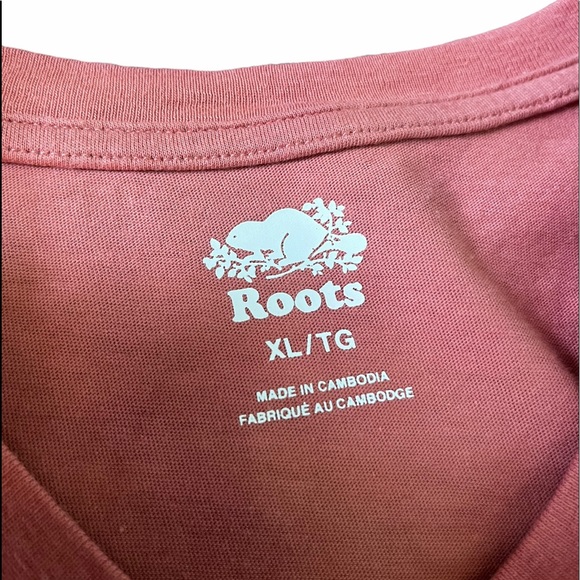 Roots
XL/TG
MADE IN CAMBODIA
FABRIQUÉ AU CAMBODGE